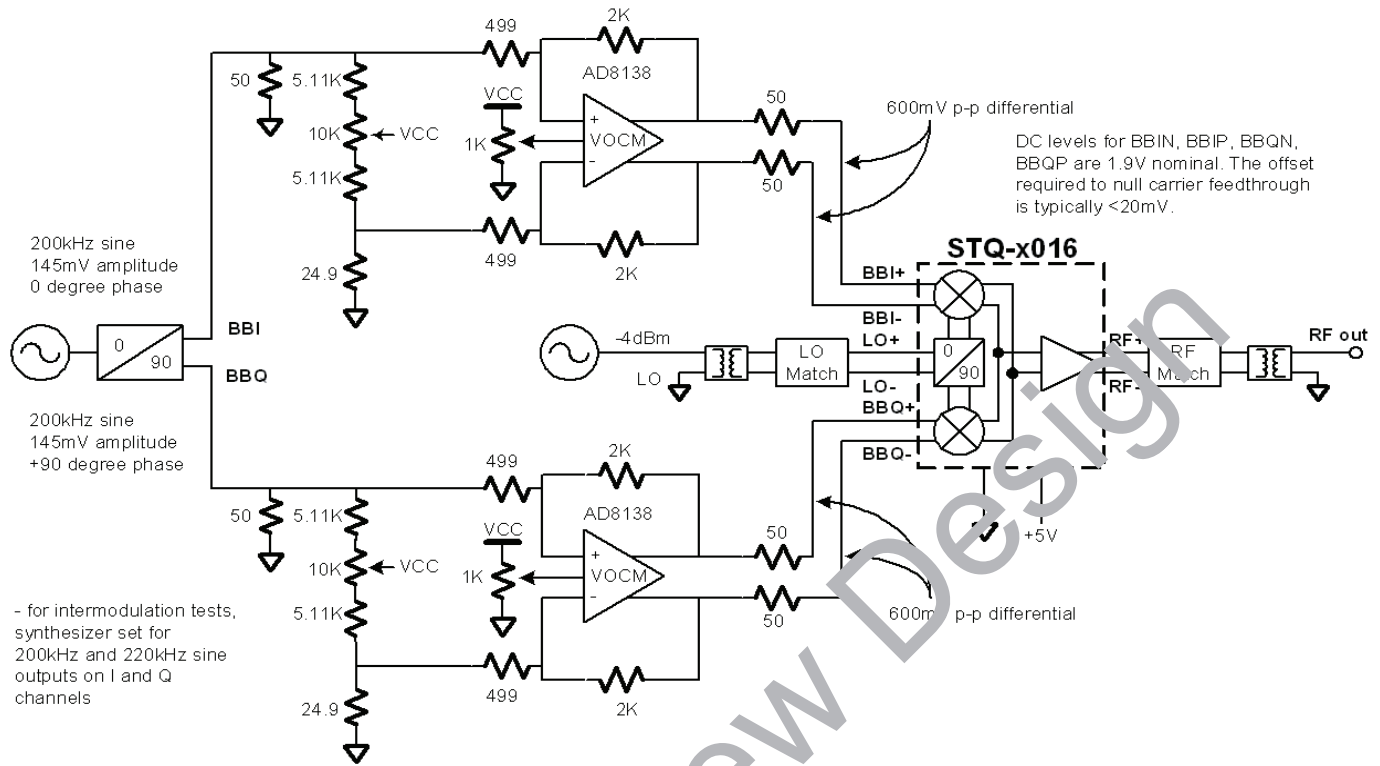 499
2K
AD8138
50
5.11K
10K
VCC
5.11K
24.9
VCC
1K
+
VOCM
-
499
2K
50
50
600mV p-p differential
DC levels for BBIN, BBIP, BBQN,
BBQP are 1.9V nominal. The offset
required to null carrier feedthrough
is typically <20mV.
200kHz sine
145mV amplitude
0 degree phase
0
90
BBI
BBQ
200kHz sine
145mV amplitude
+90 degree phase
STQ-x016
BBI+
BBI-
-4dBm
LO
LO
Match
LO+
LO-
0
90
BBQ+
BBQ-
RF+
RF-
RF
Match
RF out
+5V
499
2K
AD8138
50
5.11K
10K
VCC
5.11K
24.9
VCC
1K
+
VOCM
-
499
2K
50
50
600mV p-p differential
- for intermodulation tests,
synthesizer set for
200kHz and 220kHz sine
outputs on I and Q
channels
ew Design